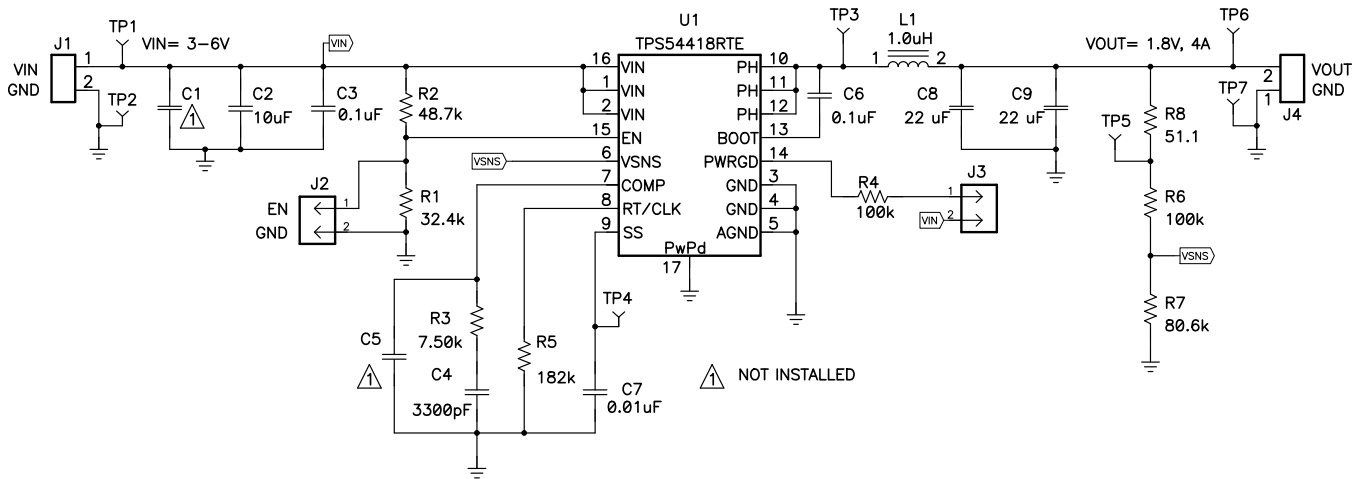 TP1
U1
TP3
L1
TP6
J1
VIN= 3-6V
VIN
TPS54418RTE
1.0uH
VOUT= 1.8V, 4A
1
16 VIN
PH 10
1
2
VIN
GND
2
1 VIN
PH 11
2
VOUT
GND
1
J4
TP2
C1
1
C2
10uF
C3
0.1uF
R2
48.7k
2 VIN
PH 12
C6
0.1uF
C8
22 uF
C9
22 uF
R8
51.1
TP7
TP5
15 EN
BOOT 13
VSNS
6 VSNS
PWRGD 14
J2
EN
1
GND
2
R1
32.4k
7 COMP
GND 3
R4
100k
J3
1
VIN
2
R6
100k
8 RT/CLK
GND 4
9 SS
AGND 5
PwPd
17
VSNS
TP4
R3
7.50k
R7
80.6k
C5
1
R5
182k
C4
3300pF
C7
0.01uF
1 NOT INSTALLED